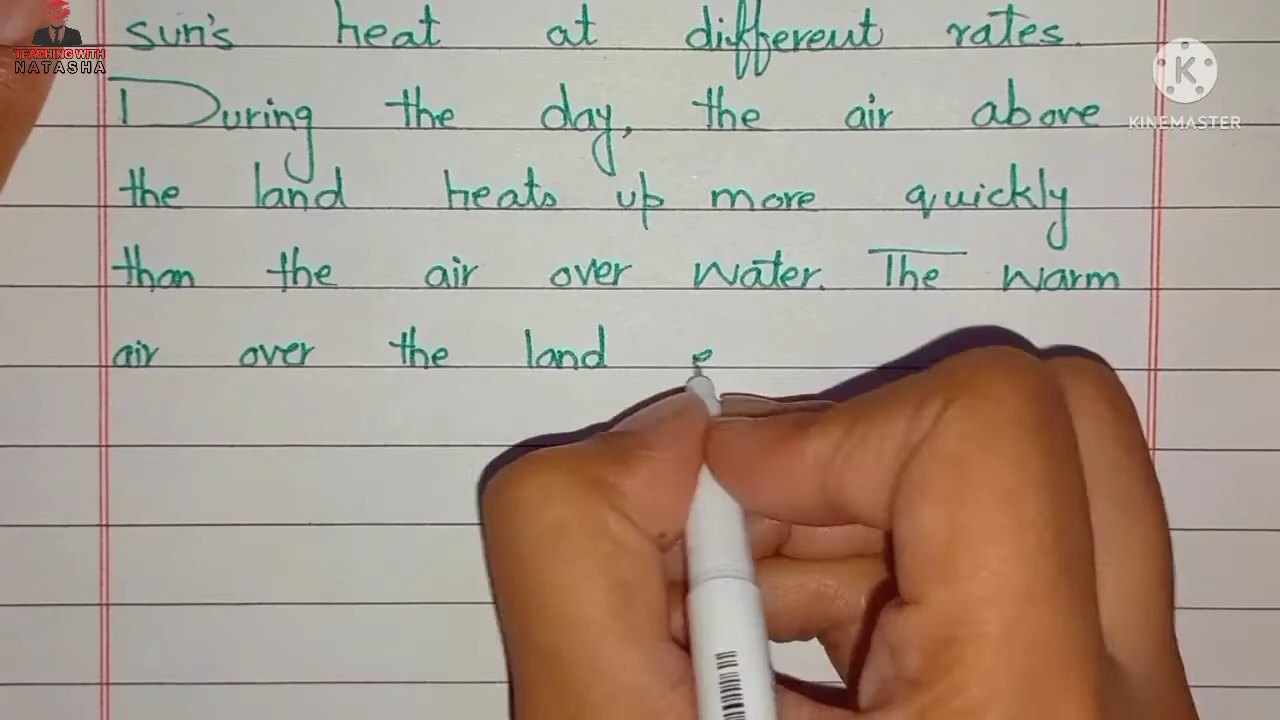 sun's heat at different rates.
During the day, the air above
the land heats up more quickly
than the air over water. The warm
air over the land e
TEACHING WITH
NATASHA
K
KINEMASTER